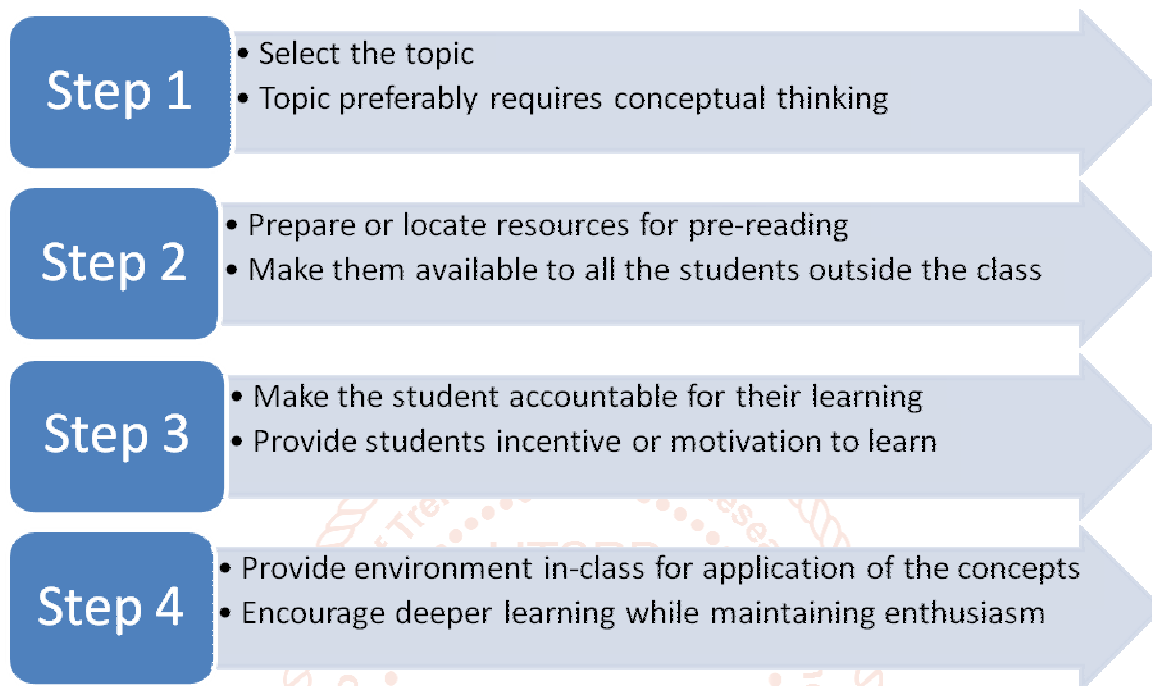 Step 1
• Select the topic
• Topic preferably requires conceptual thinking
Step 2
• Prepare or locate resources for pre-reading
• Make them available to all the students outside the class
Step 3
• Make the student accountable for their learning
• Provide students incentive or motivation to learn
Step 4
• Provide environment in-class for application of the concepts
• Encourage deeper learning while maintaining enthusiasm